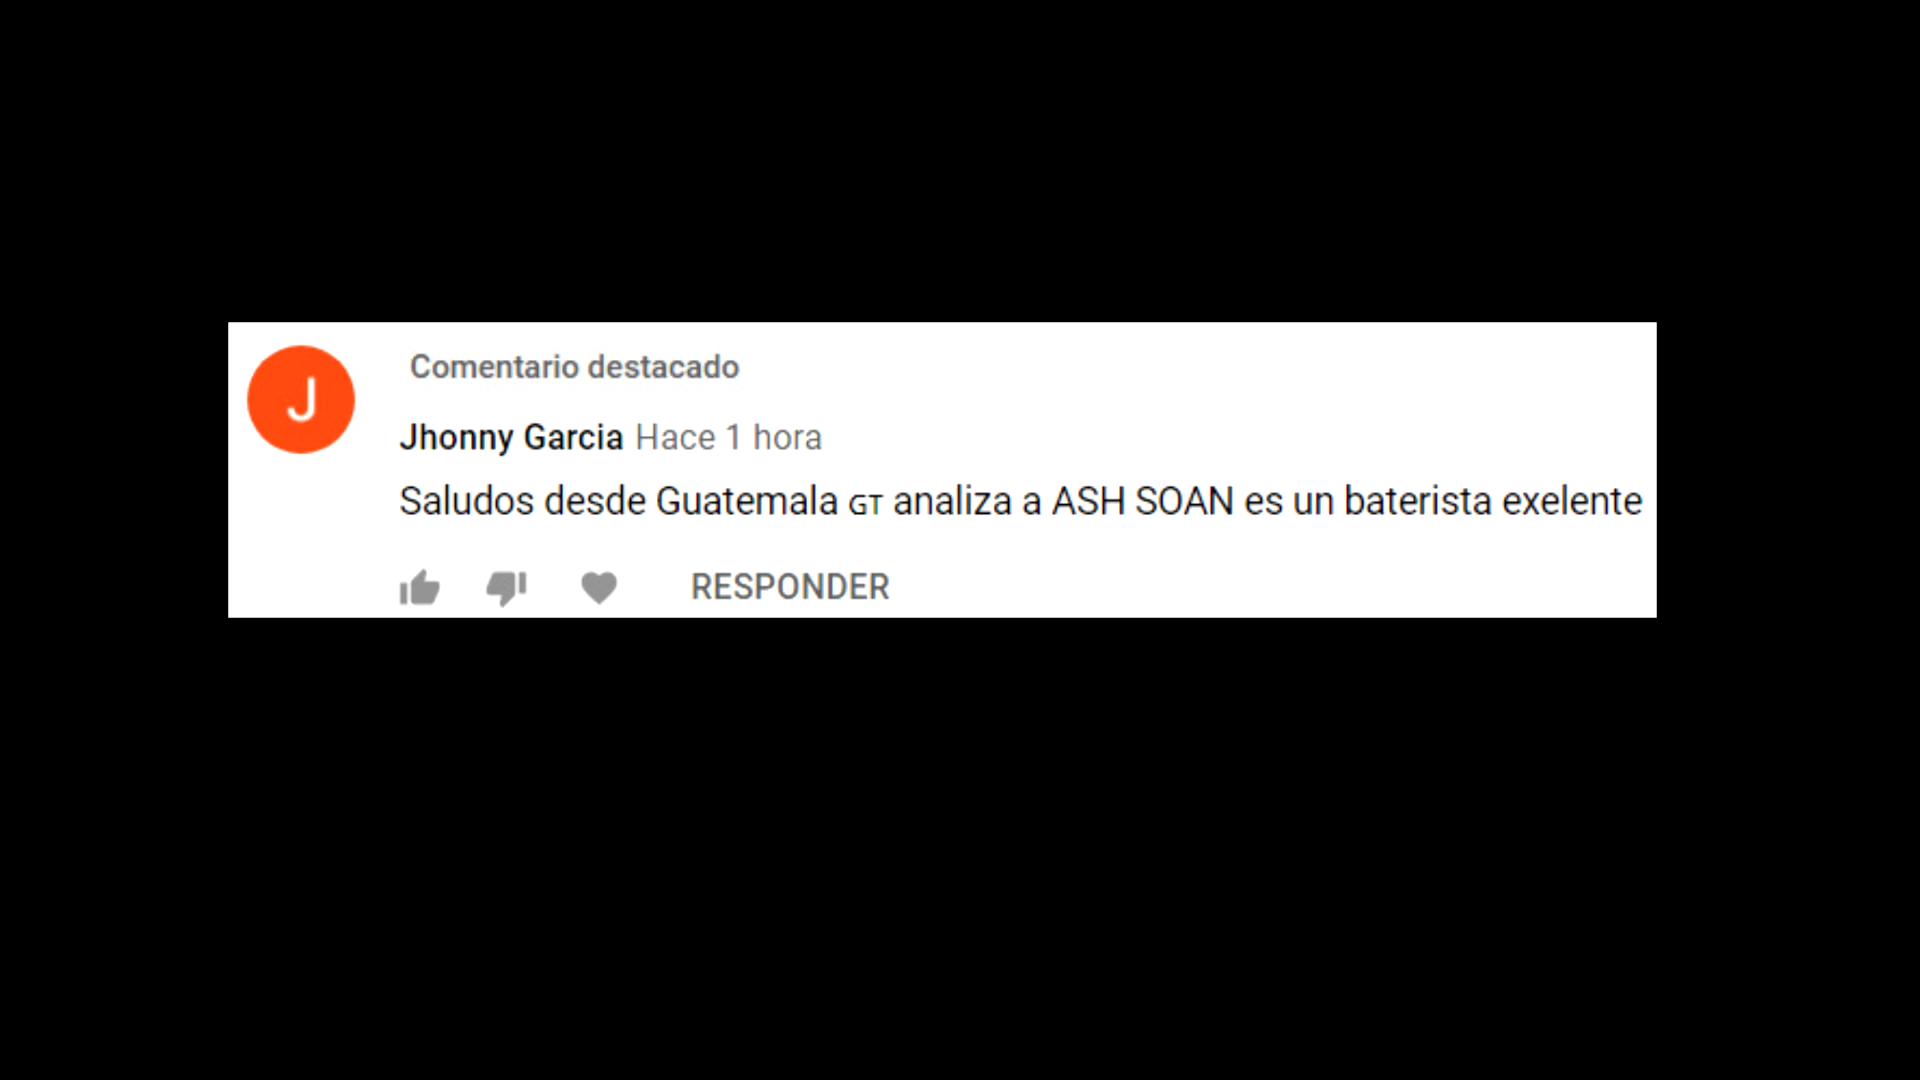 J
Comentario destacado
Jhonny Garcia Hace 1 hora
Saludos desde Guatemala GT analiza a ASH SOAN es un baterista exelente
RESPONDER